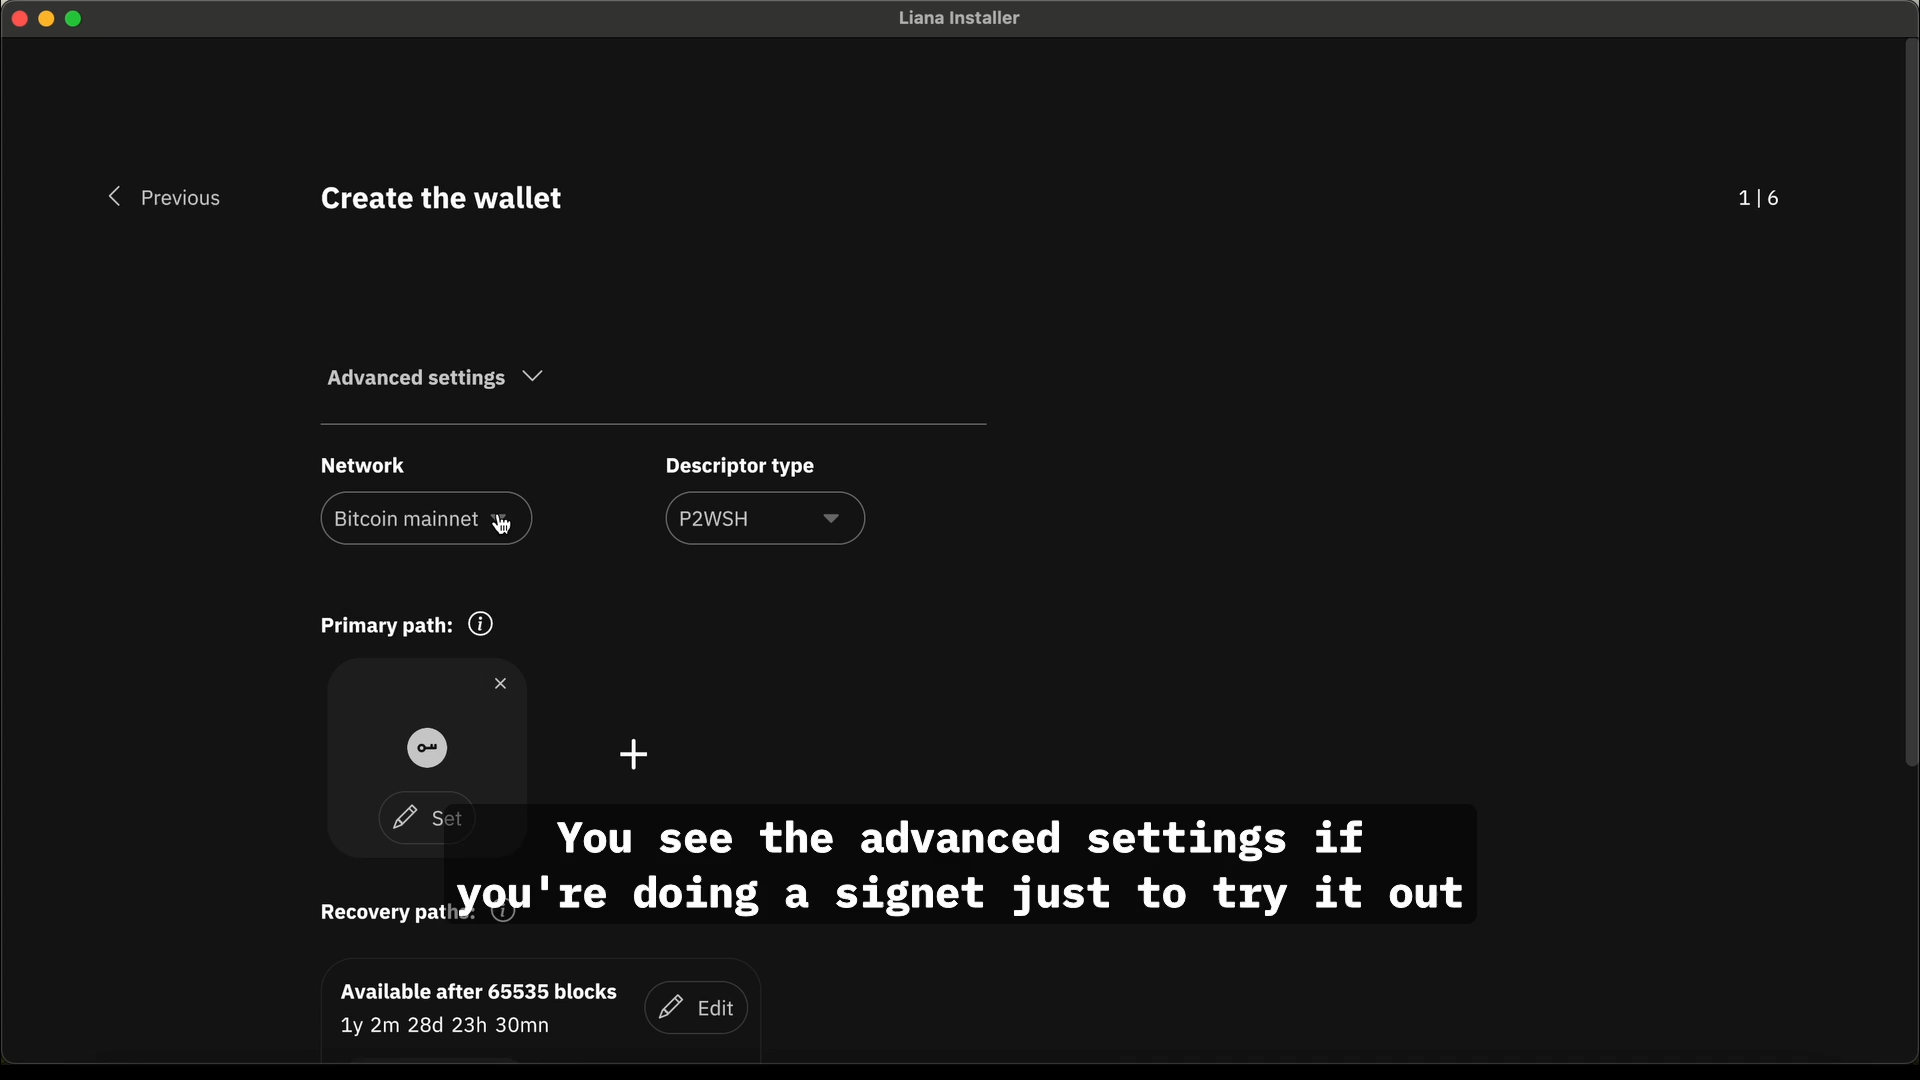 Liana Installer
Previous
Create the wallet
1 | 6
Advanced settings
Network
Descriptor type
Bitcoin mainnet
P2WSH
Primary path:
Set
You see the advanced settings if
you're doing a signet just to try it out
Recovery paths:
Available after 65535 blocks
Edit
1y 2m 28d 23h 30mn